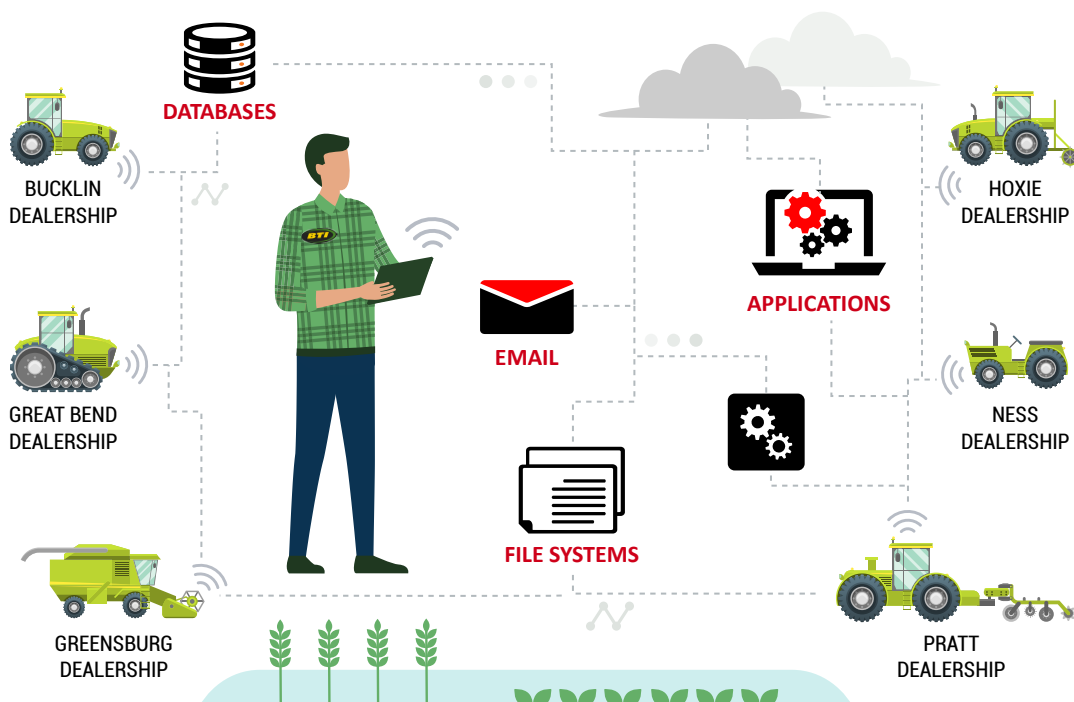 DATABASES
BUCKLIN
DEALERSHIP
HOXIE
DEALERSHIP
BTI
APPLICATIONS
EMAIL
GREAT BEND
DEALERSHIP
NESS
DEALERSHIP
FILE SYSTEMS
GREENSBURG
DEALERSHIP
PRATT
DEALERSHIP